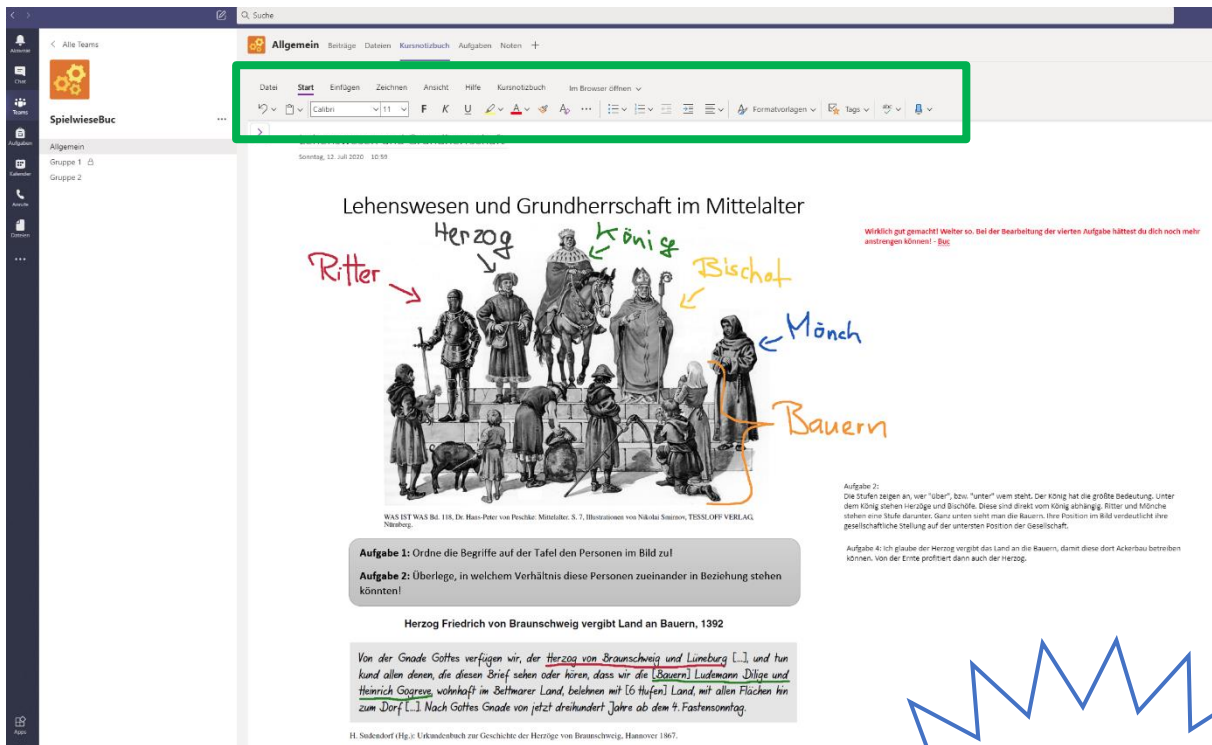 Suche
Aktivität
Chat
Teams
Aufgaben
Kalender
Anrufe
Dateien
Apps
Alle Teams
SpielwieseBuc
Allgemein
Gruppe 1
Gruppe 2
Allgemein Beiträge Dateien Kursnotizbuch Aufgaben Noten +
Datei Start Einfügen Zeichnen Ansicht Hilfe Kursnotizbuch Im Browser öffnen
Calibri 11 F K U A Formatvorlagen Tags
Sonntag, 12. Juli 2020 10:59
Lehenswesen und Grundherrschaft im Mittelalter
Herzog
Könige
Ritter
Bischof
Mönch
Bauern
Wirklich gut gemacht! Weiter so. Bei der Bearbeitung der vierten Aufgabe hättest du dich noch mehr
anstrengen können! - Buc
WAS IST WAS Bd. 118, Dr. Hans-Peter von Peschke: Mittelalter, S. 7, Illustrationen von Nikolai Smirnov, TESSLOFF VERLAG,
Nürnberg.
Aufgabe 1: Ordne die Begriffe auf der Tafel den Personen im Bild zu!
Aufgabe 2: Überlege, in welchem Verhältnis diese Personen zueinander in Beziehung stehen
könnten!
Aufgabe 2:
Die Stufen zeigen an, wer "über", bzw. "unter" wem steht. Der König hat die größte Bedeutung. Unter
dem König stehen Herzöge und Bischöfe. Diese sind direkt vom König abhängig. Ritter und Mönche
stehen eine Stufe darunter. Ganz unten sieht man die Bauern. Ihre Position im Bild verdeutlicht ihre
gesellschaftliche Stellung auf der untersten Position der Gesellschaft.
Aufgabe 4: Ich glaube der Herzog vergibt das Land an die Bauern, damit diese dort Ackerbau betreiben
können. Von der Ernte profitiert dann auch der Herzog.
Herzog Friedrich von Braunschweig vergibt Land an Bauern, 1392
Von der Gnade Gottes verfügen wir, der Herzog von Braunschweig und Lüneburg [...], und tun
kund allen denen, die diesen Brief sehen oder hören, dass wir die [Bauern] Ludemann Dilige und
Heinrich Gogreve, wohnhaft im Bettmarer Land, belehnen mit [6 Hufen] Land, mit allen Flächen hin
zum Dorf [...]. Nach Gottes Gnade von jetzt dreihundert Jahre ab dem 4. Fastensonntag.
H. Sudendorf (Hg.): Urkundenbuch zur Geschichte der Herzöge von Braunschweig, Hannover 1867.